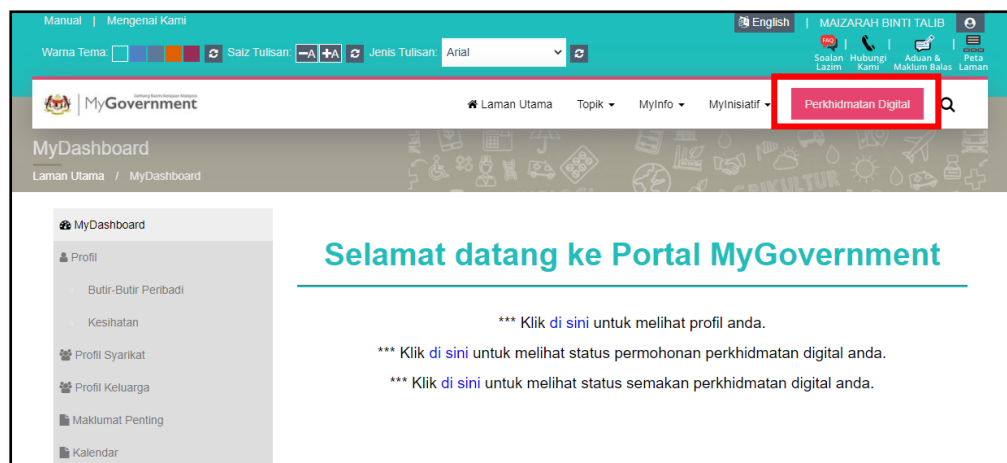 Manual | Mengenai Kami
English | MAIZARAH BINTI TALIB
Warna Tema: Saiz Tulisan: -A +A Jenis Tulisan: Arial
FAQ
Soalan Lazim | Hubungi Kami | Aduan & Maklum Balas | Peta Laman
MyGovernment
Laman Utama Topik MyInfo MyInisiatif Perkhidmatan Digital
MyDashboard
Laman Utama / MyDashboard
MyDashboard
Profil
Butir-Butir Peribadi
Kesihatan
Profil Syarikat
Profil Keluarga
Maklumat Penting
Kalendar
Selamat datang ke Portal MyGovernment
*** Klik di sini untuk melihat profil anda.
*** Klik di sini untuk melihat status permohonan perkhidmatan digital anda.
*** Klik di sini untuk melihat status semakan perkhidmatan digital anda.